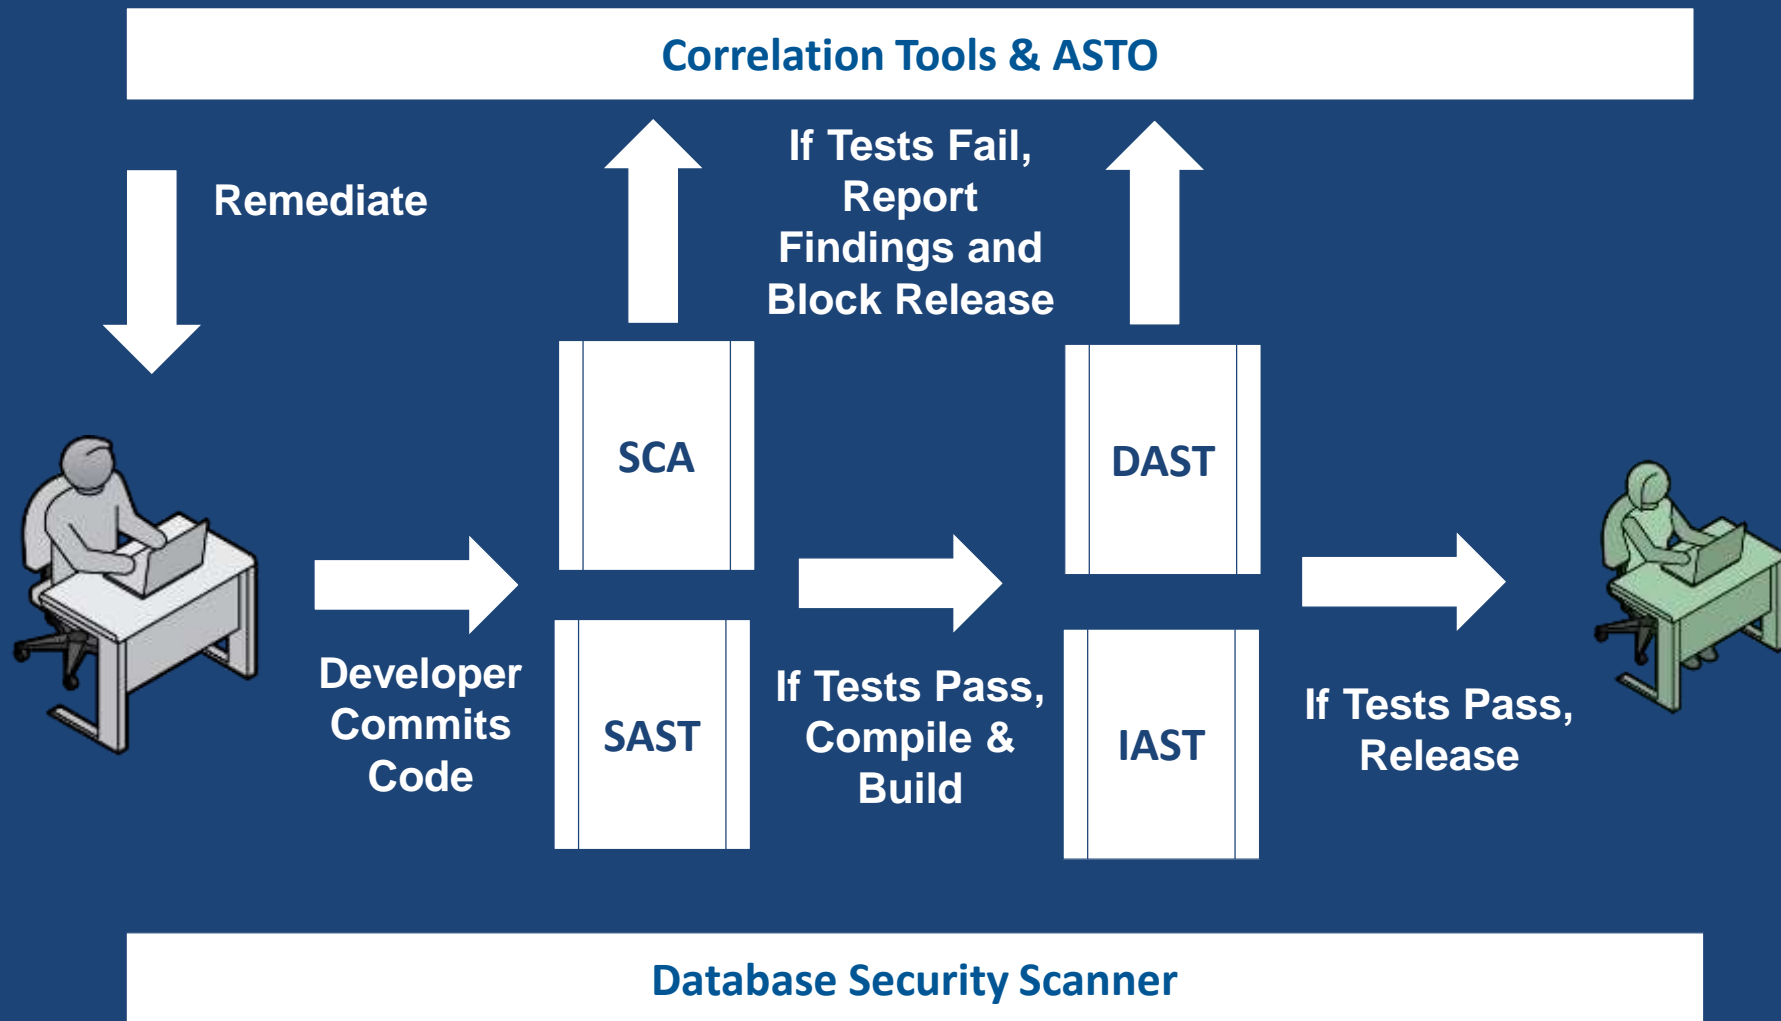 Correlation Tools & ASTO
Remediate
If Tests Fail,
Report
Findings and
Block Release
SCA
DAST
Developer
Commits
Code
SAST
If Tests Pass,
Compile &
Build
IAST
If Tests Pass,
Release
Database Security Scanner